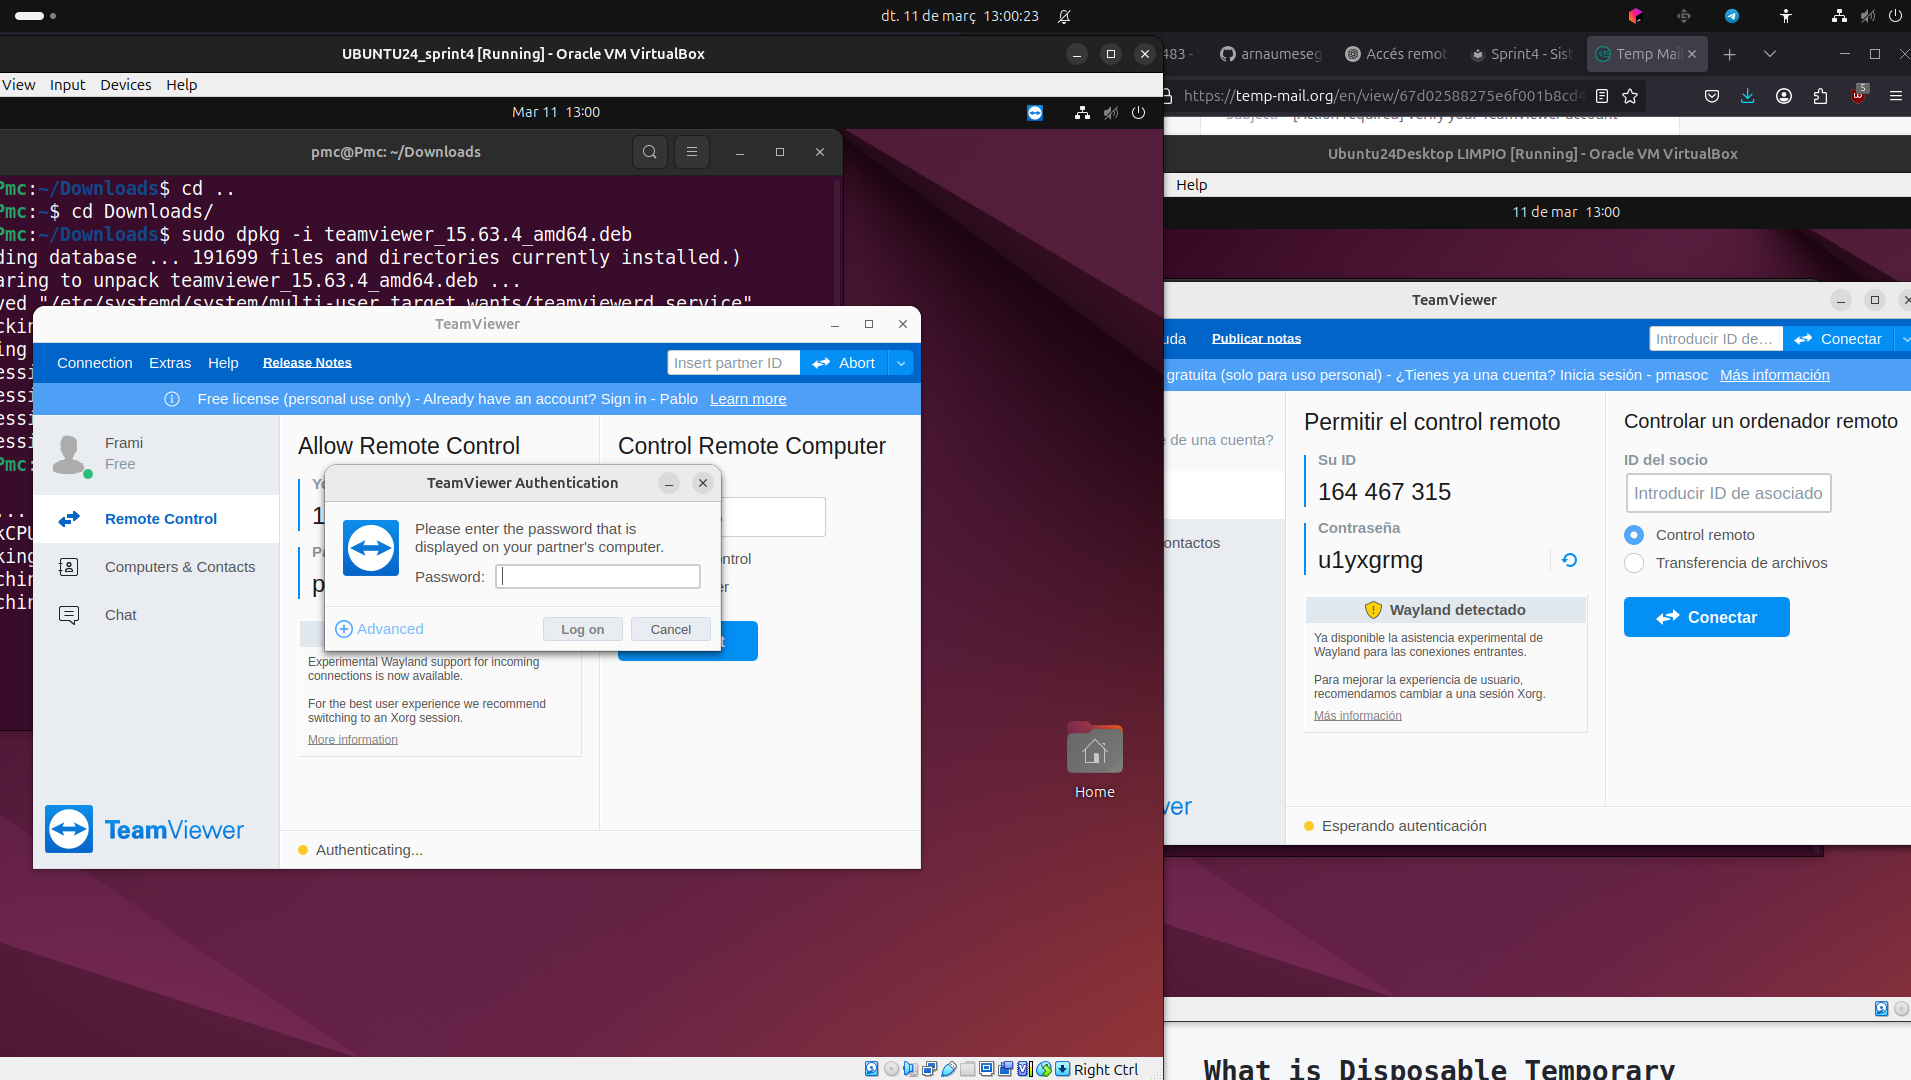 dt. 11 de març  13:00:23
UBUNTU24_sprint4 [Running] - Oracle VM VirtualBox
View Input Devices Help
Mar 11  13:00
pmc@Pmc: ~/Downloads
Pmc:~/Downloads$ cd ..
Pmc:~$ cd Downloads/
Pmc:~/Downloads$ sudo dpkg -i teamviewer_15.63.4_amd64.deb
ding database ... 191699 files and directories currently installed.)
aring to unpack teamviewer_15.63.4_amd64.deb ...
ved "/etc/systemd/system/multi-user.target.wants/teamviewerd.service"
TeamViewer
Connection Extras Help Release Notes Insert partner ID Abort
Free license (personal use only) - Already have an account? Sign in - Pablo Learn more
Frami
Free
Remote Control
Computers & Contacts
Chat
TeamViewer
Allow Remote Control
Control Remote Computer
TeamViewer Authentication
Please enter the password that is
displayed on your partner's computer.
Password:
Advanced
Log on
Cancel
Experimental Wayland support for incoming
connections is now available.
For the best user experience we recommend
switching to an Xorg session.
More information
Authenticating...
Home
Right Ctrl
483 - arnaumeseg Accés remot Sprint4 - Sist Temp Mail
https://temp-mail.org/en/view/67d02588275e6f001b8cd4
5
Subject: [Action required] Verify your TeamViewer account
Ubuntu24Desktop LIMPIO [Running] - Oracle VM VirtualBox
Help
11 de mar  13:00
TeamViewer
uda Publicar notas Introducir ID de... Conectar
gratuita (solo para uso personal) - ¿Tienes ya una cuenta? Inicia sesión - pmasoc Más información
de una cuenta?
ontactos
ver
Permitir el control remoto
Su ID
164 467 315
Contraseña
u1yxgrmg
Wayland detectado
Ya disponible la asistencia experimental de
Wayland para las conexiones entrantes.
Para mejorar la experiencia de usuario,
recomendamos cambiar a una sesión Xorg.
Más información
Controlar un ordenador remoto
ID del socio
Introducir ID de asociado
Control remoto
Transferencia de archivos
Conectar
Esperando autenticación
What is Disposable Temporary